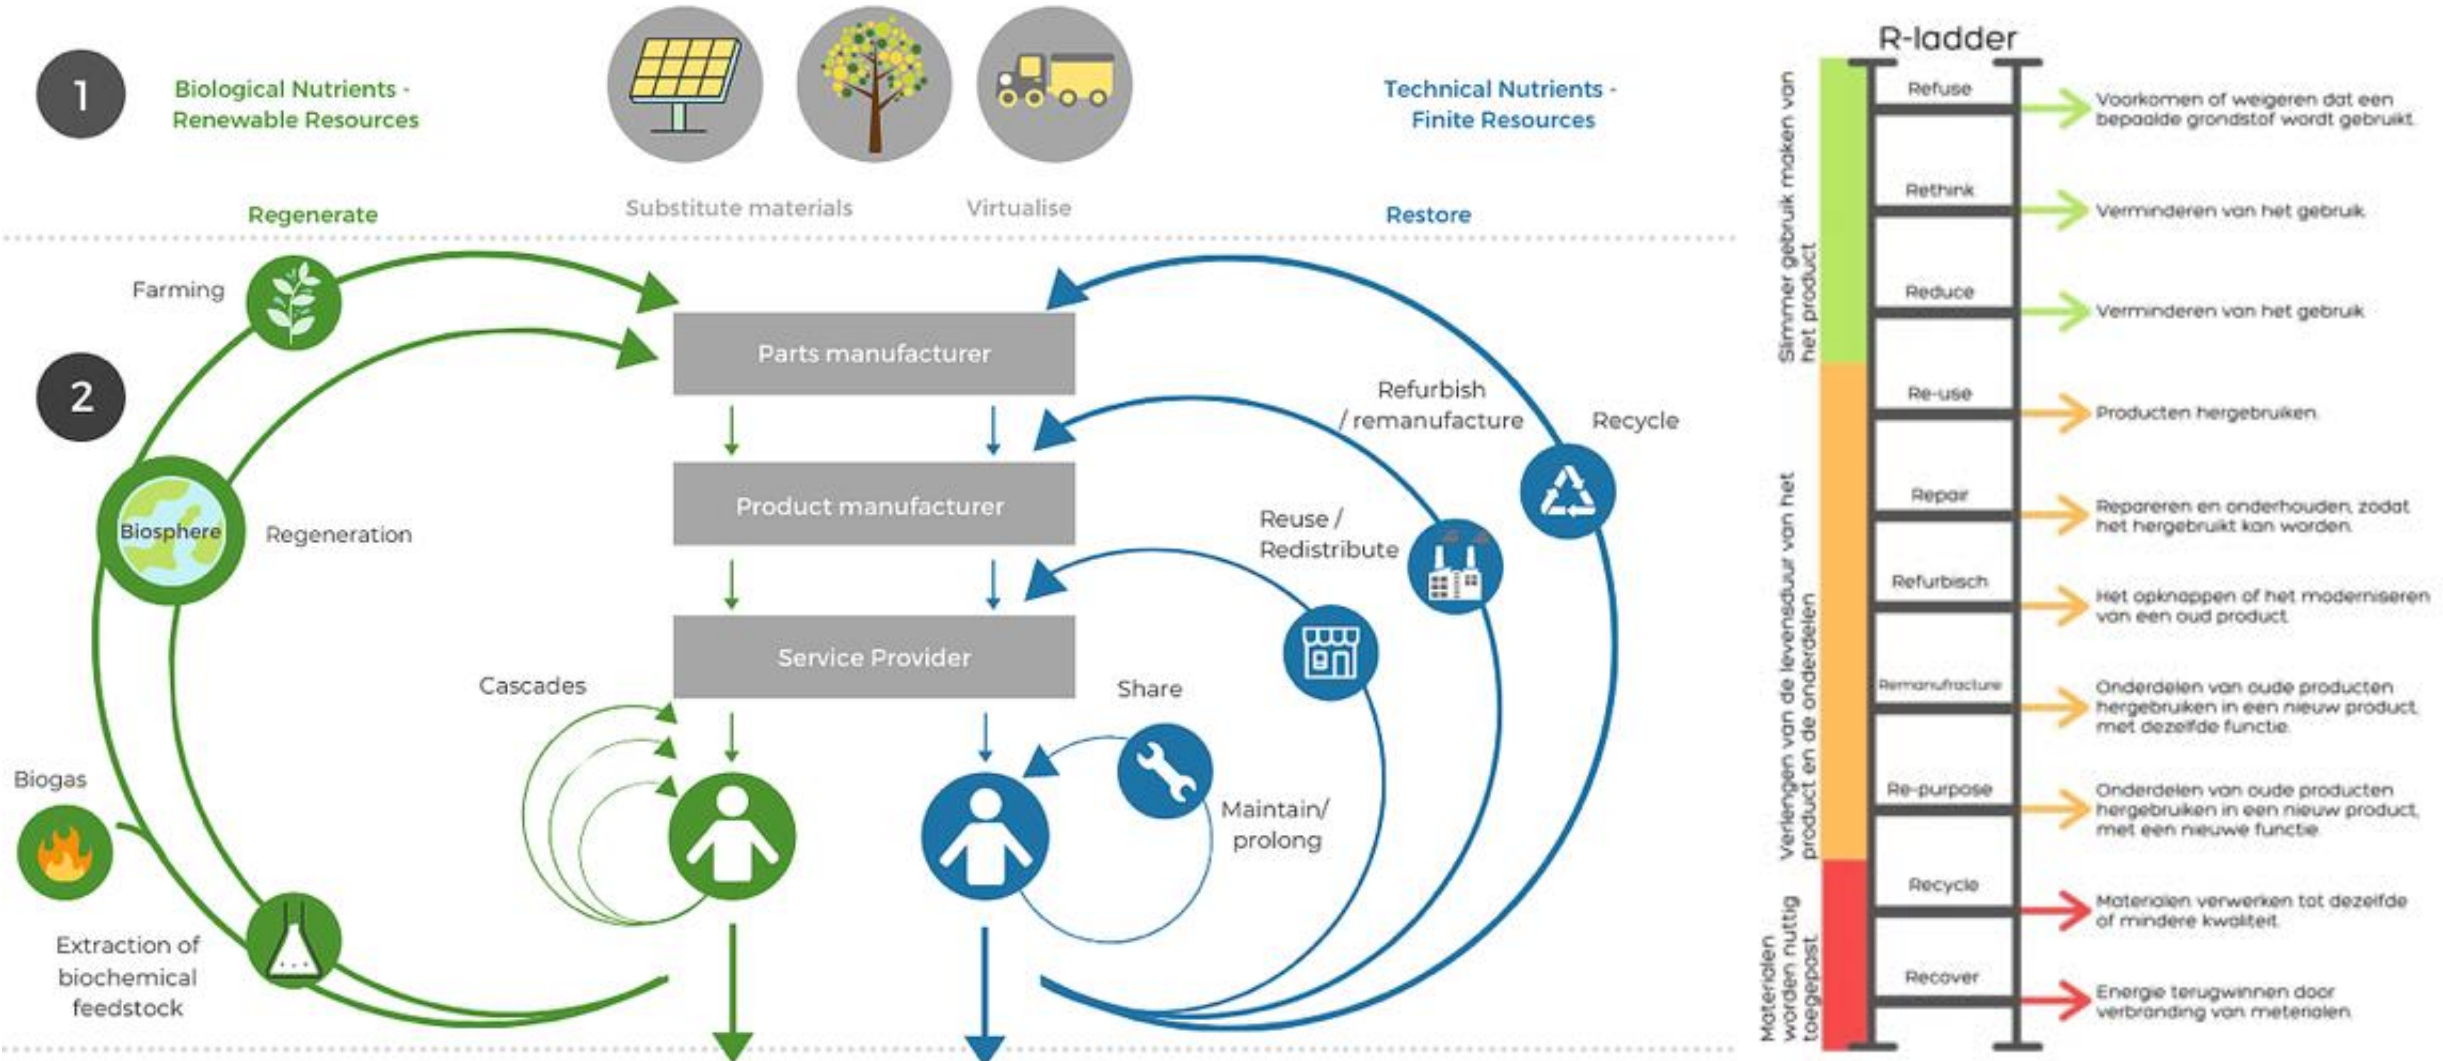 1
Biological Nutrients -
Renewable Resources
Technical Nutrients -
Finite Resources
Regenerate
Substitute materials
Virtualise
Restore
2
Farming
Parts manufacturer
Refurbish
/ remanufacture
Recycle
Product manufacturer
Biosphere
Regeneration
Reuse /
Redistribute
Service Provider
Cascades
Share
Biogas
Maintain/
prolong
Extraction of
biochemical
feedstock
R-ladder
Slimmer gebruik maken van
het product
Refuse
Voorkomen of weigeren dat een
bepaalde grondstof wordt gebruikt.
Rethink
Verminderen van het gebruik.
Reduce
Verminderen van het gebruik
Verlengen van de levensduur van het
product en de onderdelen
Re-use
Producten hergebruiken.
Repair
Repareren en onderhouden, zodat
het hergebruikt kan worden.
Refurbisch
Het opknappen of het moderniseren
van een oud product.
Remanufracture
Onderdelen van oude producten
hergebruiken in een nieuw product,
met dezelfde functie.
Re-purpose
Onderdelen van oude producten
hergebruiken in een nieuw product,
met een nieuwe functie.
Materialen
worden nuttig
toegepast
Recycle
Materialen verwerken tot dezelfde
of mindere kwaliteit.
Recover
Energie terugwinnen door
verbranding van meterialen.